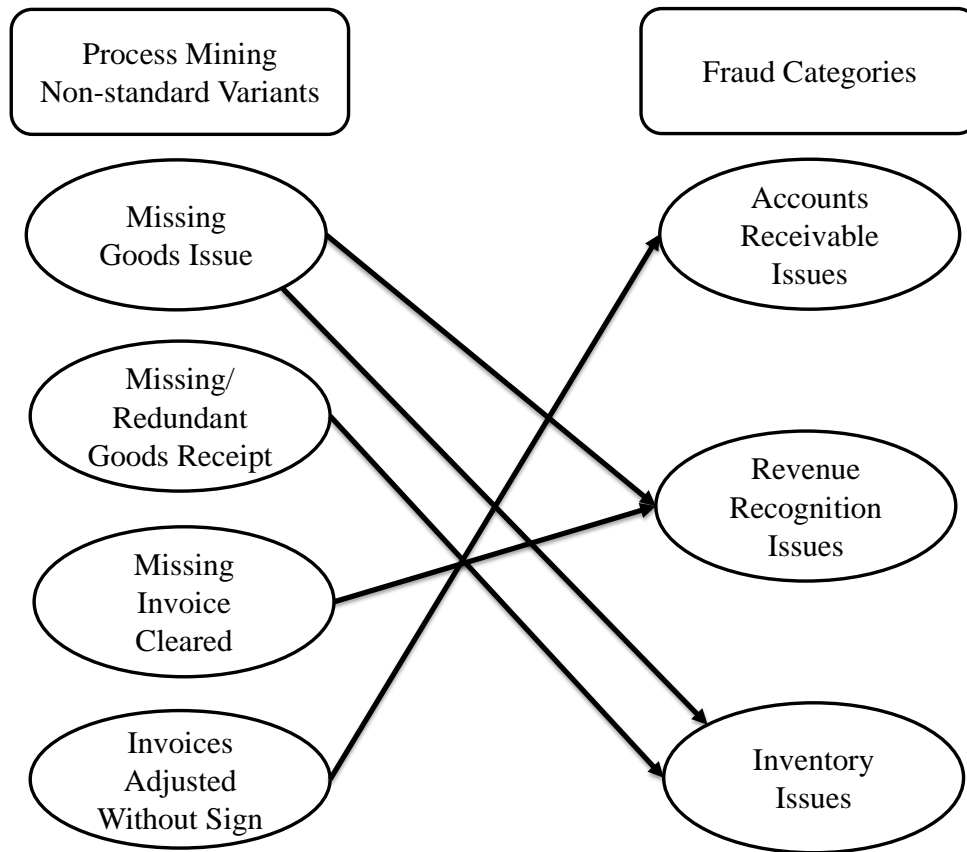 Process Mining
Non-standard Variants
Fraud Categories
Missing
Goods Issue
Accounts
Receivable
Issues
Missing/
Redundant
Goods Receipt
Revenue
Recognition
Issues
Missing
Invoice
Cleared
Invoices
Adjusted
Without Sign
Inventory
Issues